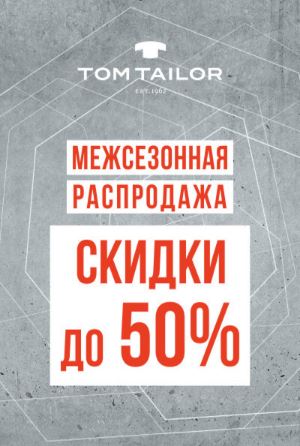 TOM TAILOR
EST. 1962
МЕЖСЕЗОННАЯ
РАСПРОДАЖА
СКИДКИ
ДО 50%